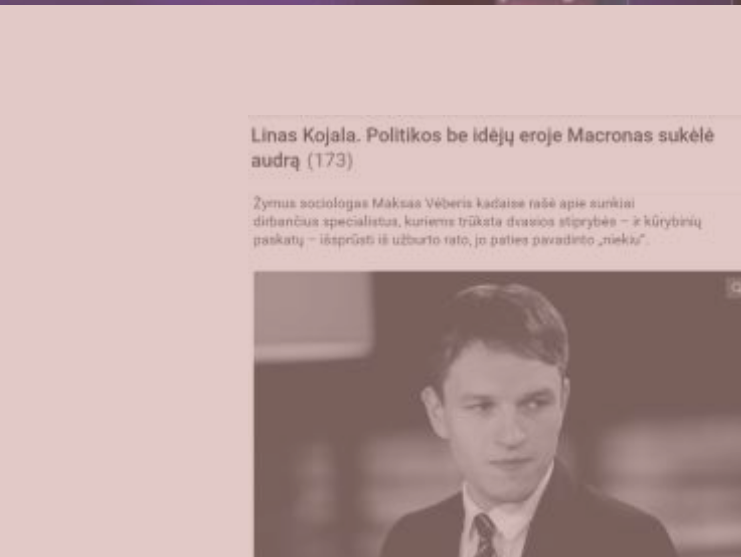 Linas Kojala. Politikos be idėjų eroje Macronas sukėlė
audrą (173)
Žymus sociologas Maksas Vėberis kadaise rašė apie sunkiai
dirbančius specialistus, kuriems trūksta dvasios stiprybės – ir kūrybinių
paskatų – išsprūsti iš užburto rato, jo paties pavadinto „niekiu“.